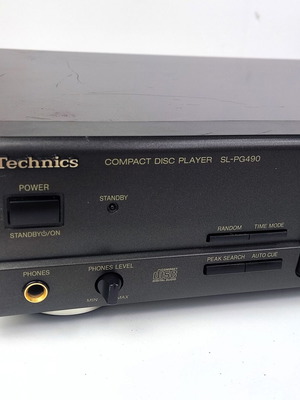 Technics COMPACT DISC PLAYER SL-PG490
POWER
STANDBY
STANDBY⏻/ON
RANDOM TIME MODE
PHONES PHONES LEVEL
PEAK SEARCH AUTO CUE
MIN MAX